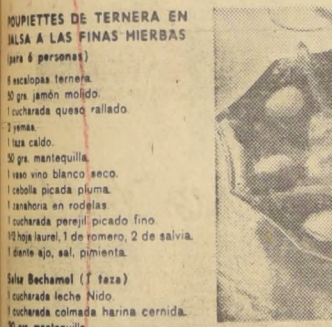 POUPIETTES DE TERNERA EN
SALSA A LAS FINAS HIERBAS
(para 6 personas)
6 escalopas ternera.
50 grs. jamón molido.
1 cucharada queso rallado.
2 yemas.
1 taza caldo.
50 grs. mantequilla.
1 vaso vino blanco seco.
1 cebolla picada pluma.
1 zanahoria en rodelas.
1 cucharada perejil picado fino.
1/2 hoja laurel, 1 de romero, 2 de salvia.
1 diente ajo, sal, pimienta.
Salsa Bechamel (1 taza)
1 cucharada leche Nido.
1 cucharada colmada harina cernida.
grs. mantequilla